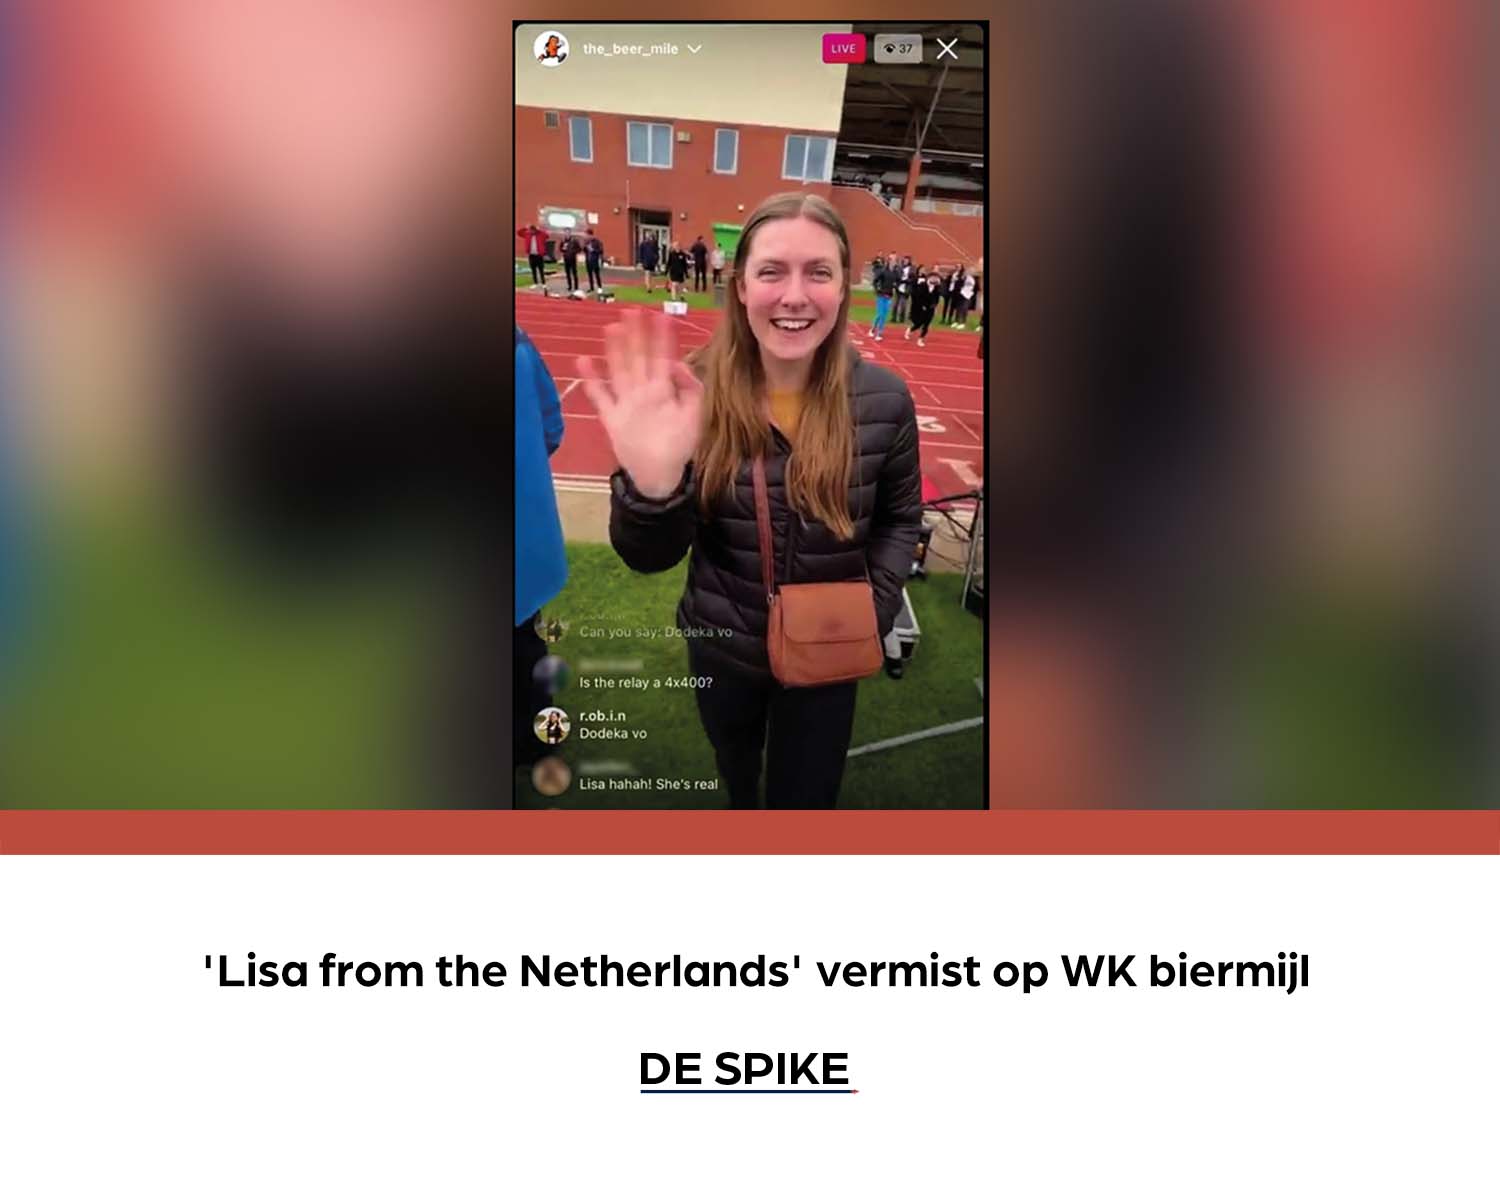 the_beer_mile
LIVE
37
Can you say: Dodeka vo
Is the relay a 4x400?
r.ob.i.n
Dodeka vo
Lisa hahah! She's real
'Lisa from the Netherlands' vermist op WK biermijl
DE SPIKE